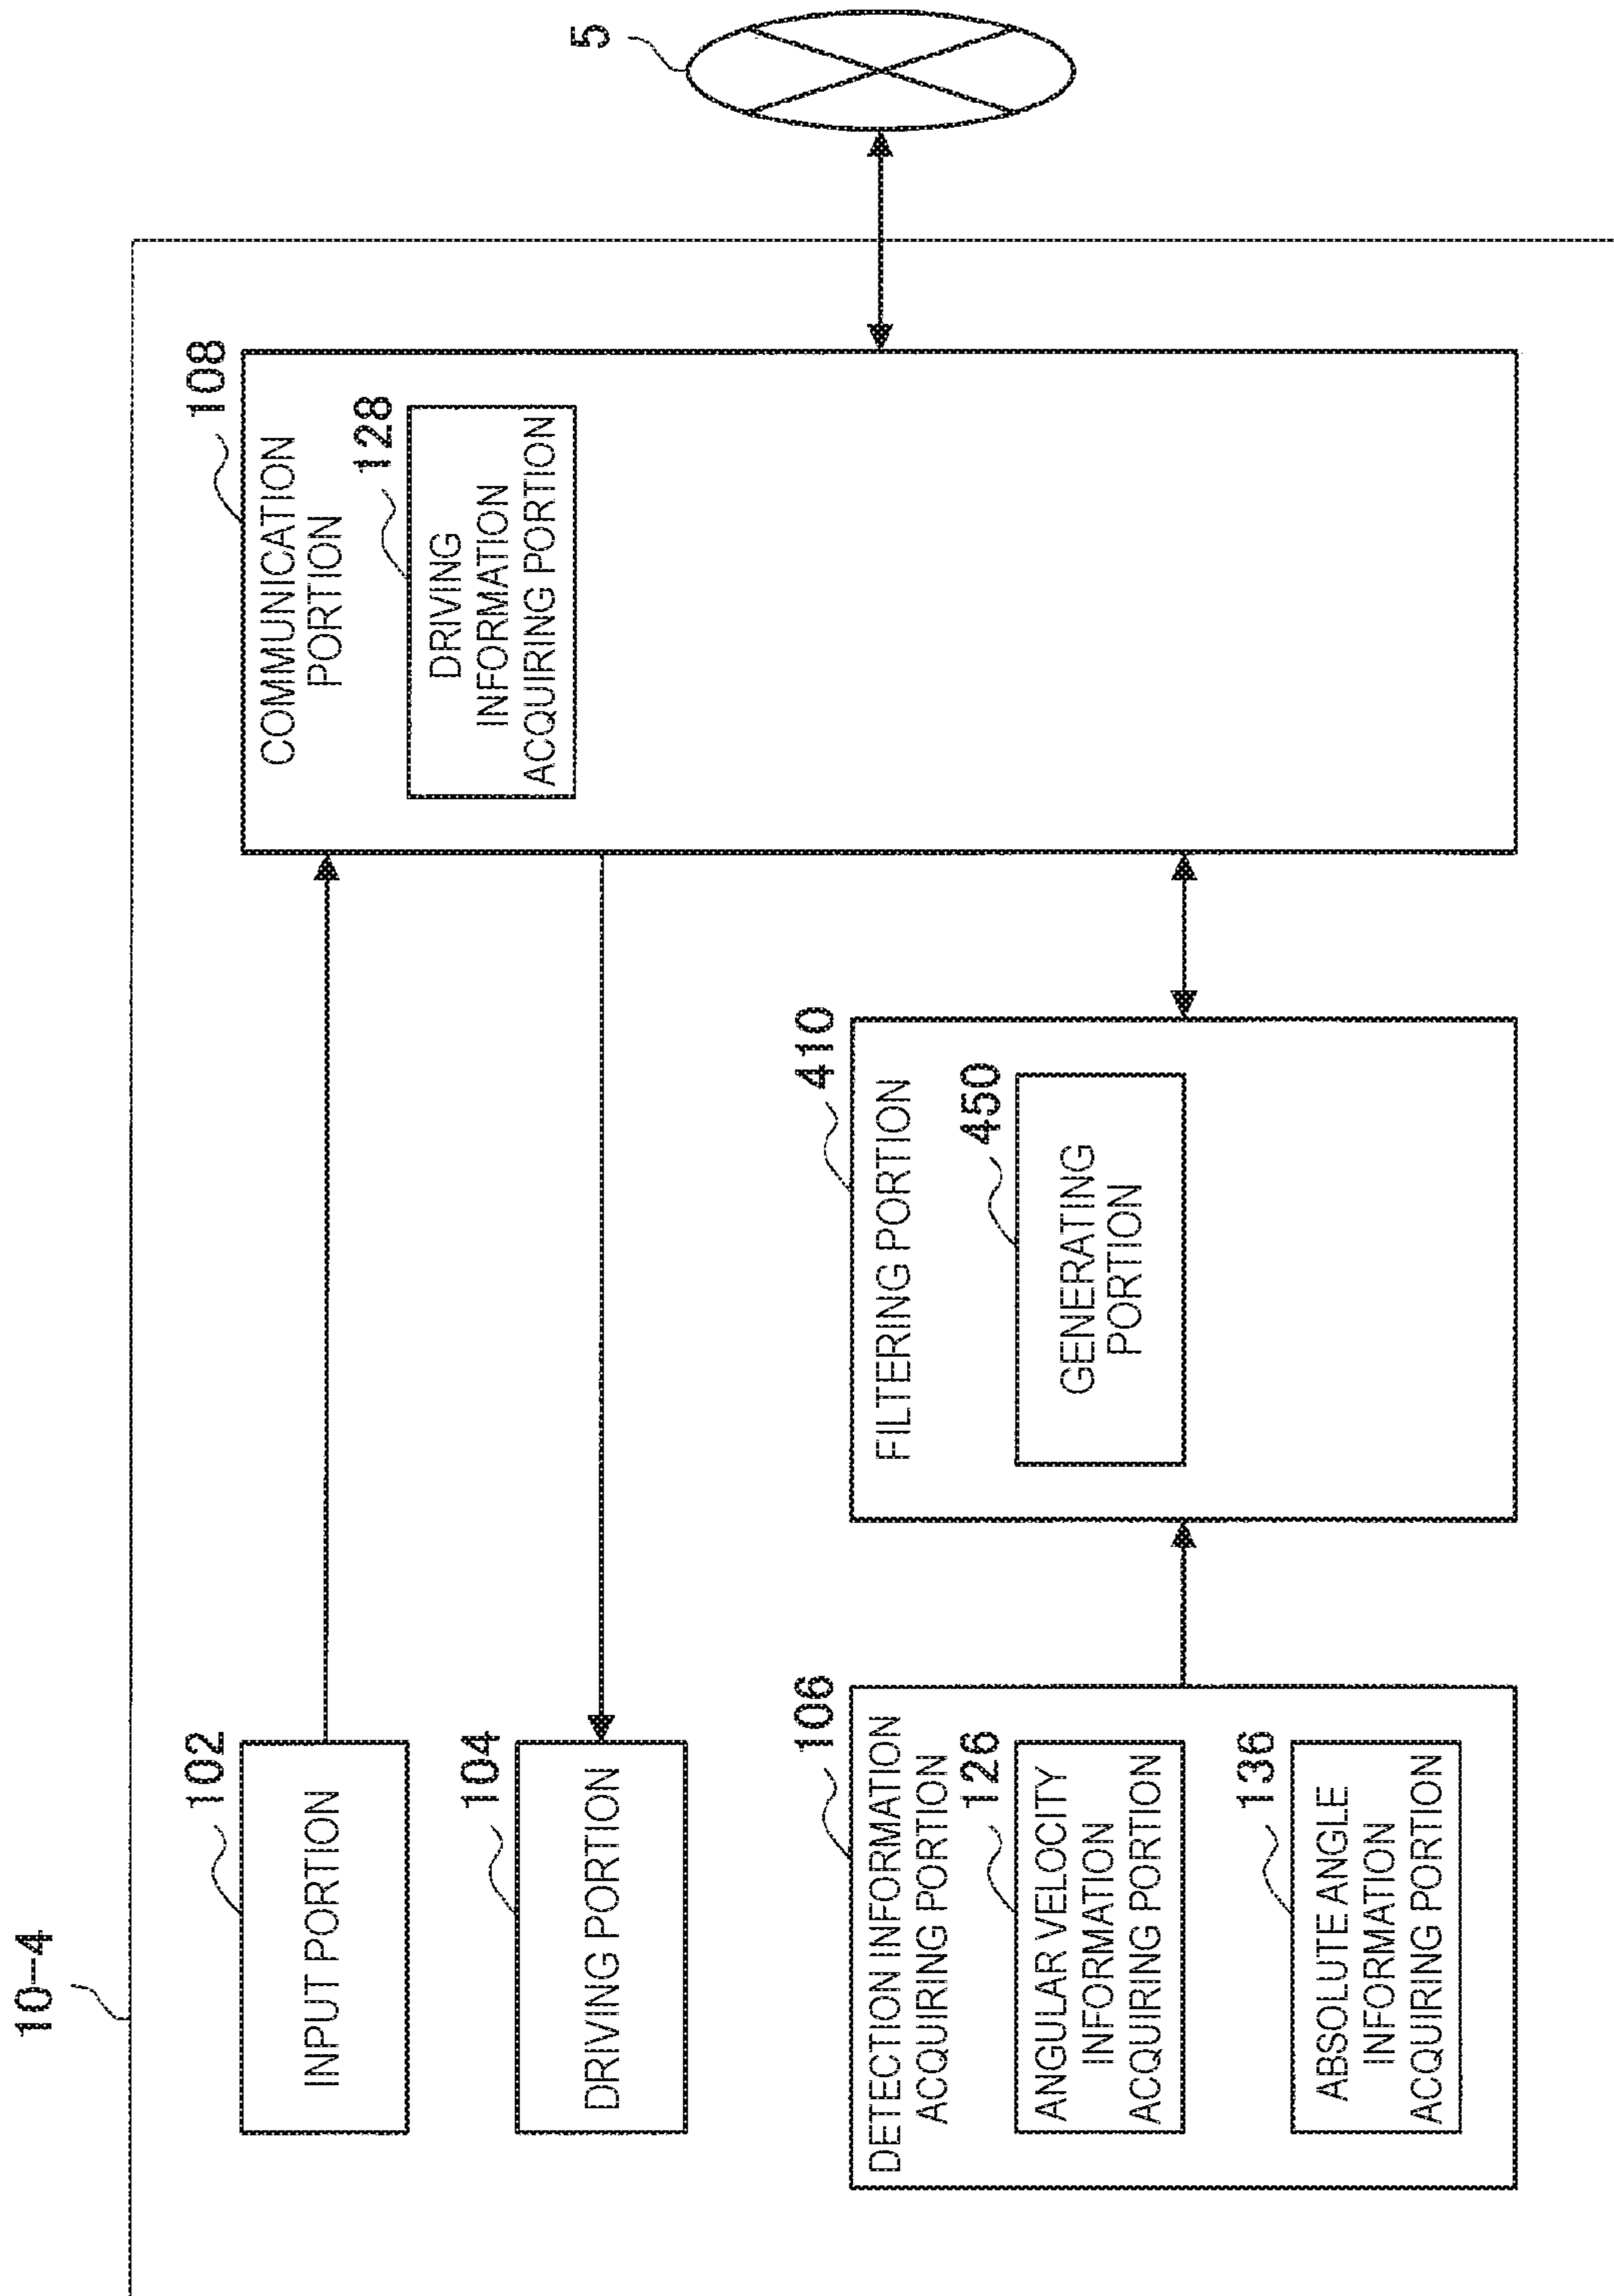 10-4
102
INPUT PORTION
104
DRIVING PORTION
106
DETECTION INFORMATION
ACQUIRING PORTION
126
ANGULAR VELOCITY
INFORMATION
ACQUIRING PORTION
136
ABSOLUTE ANGLE
INFORMATION
ACQUIRING PORTION
410
FILTERING PORTION
450
GENERATING
PORTION
108
COMMUNICATION
PORTION
128
DRIVING
INFORMATION
ACQUIRING PORTION
5